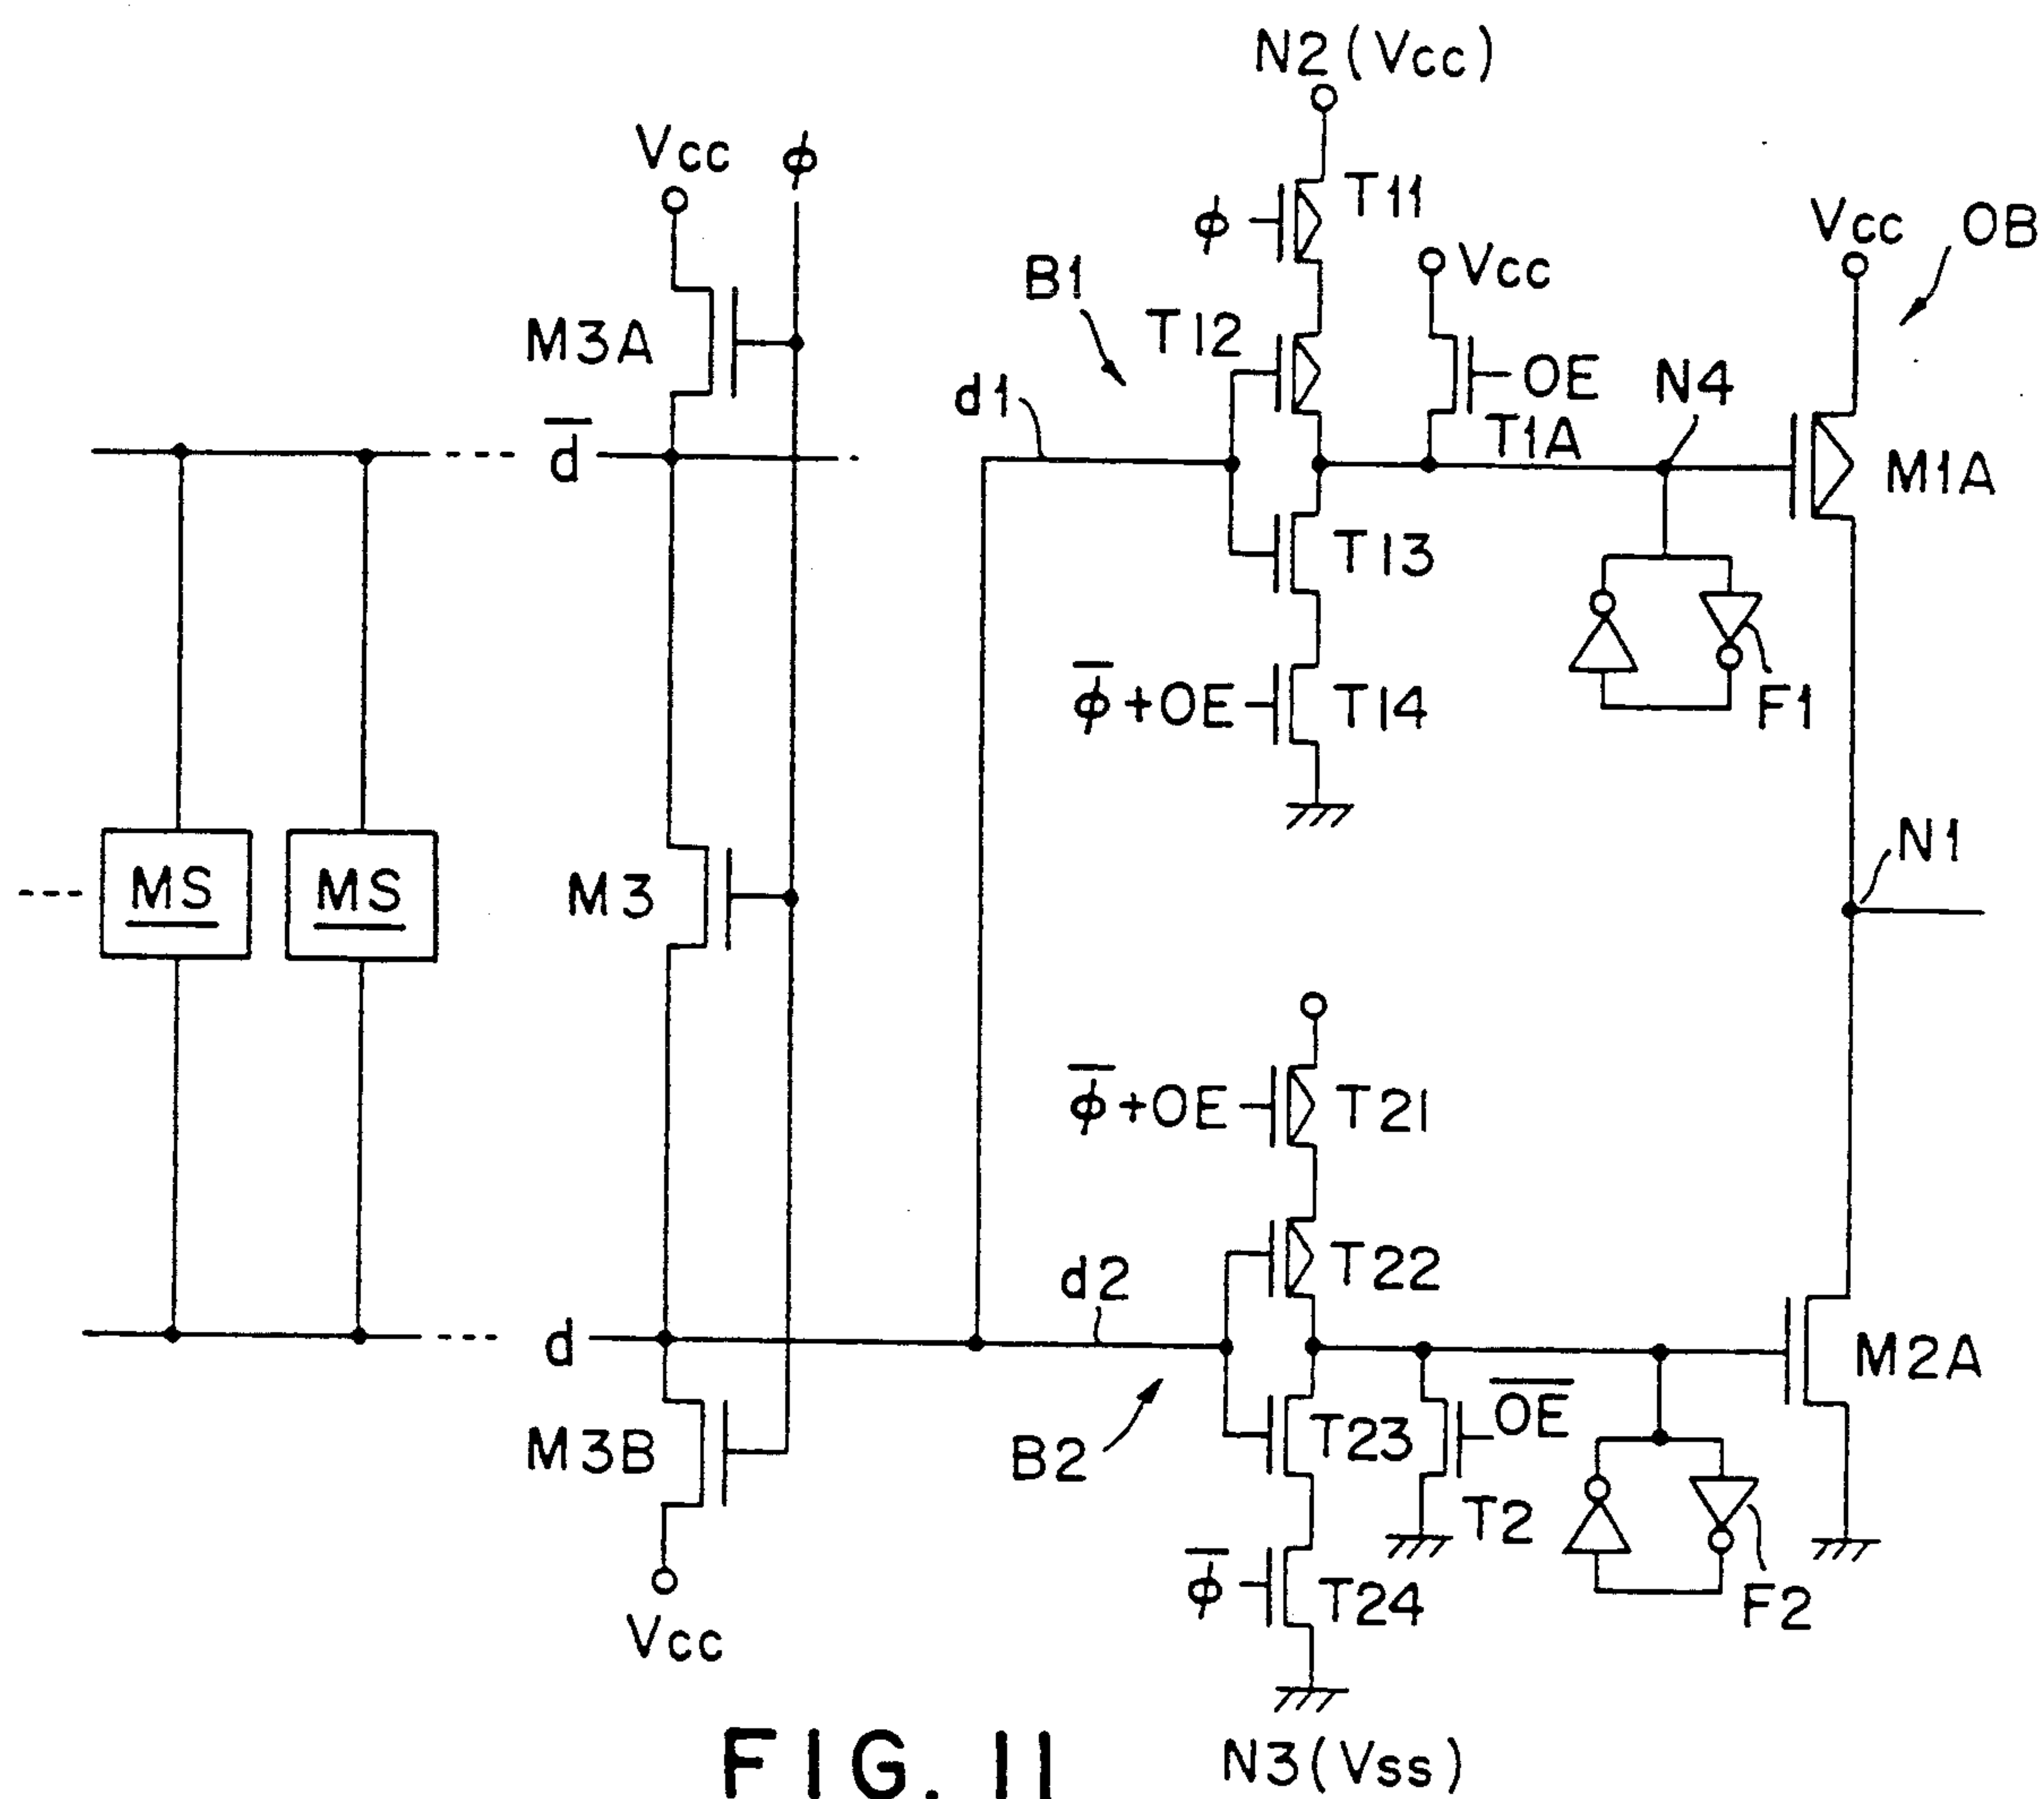 N2(Vcc)
Vcc
ϕ
T11
ϕ
Vcc
OB
Vcc
B1
M3A
T12
OE
N4
d1
T1A
d̅
M1A
T13
ϕ̅+OE
T14
F1
N1
MS
MS
M3
ϕ̅+OE
T21
d2
T22
d
M2A
O̅E̅
M3B
B2
T23
T2
ϕ̅
T24
F2
Vcc
FIG. 11
N3(Vss)